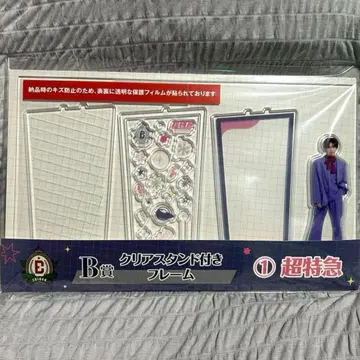 納品時のキズ防止のため、表裏に透明な保護フィルムが貼られております
E
EBIDAN
B賞
クリアスタンド付き
フレーム
① 超特急